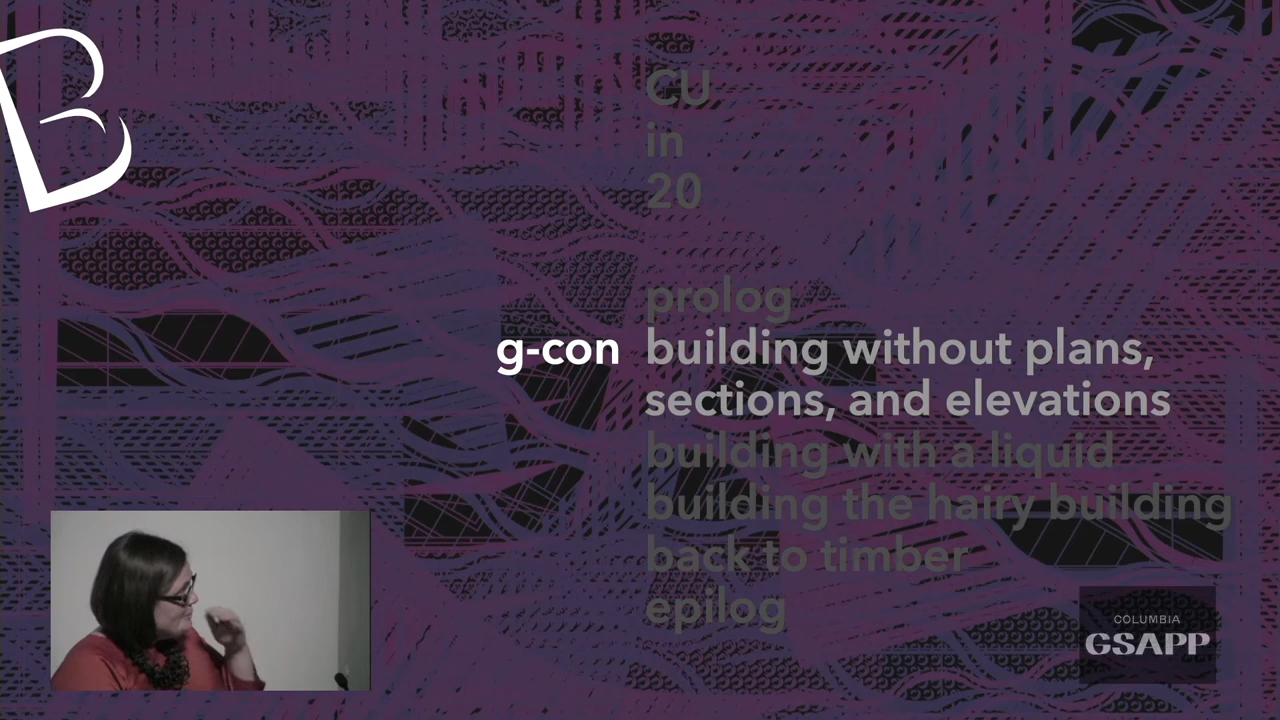 B
CU
in
20
prolog
g-con building without plans,
sections, and elevations
building with a liquid
building the hairy building
back to timber
epilog
COLUMBIA
GSAPP